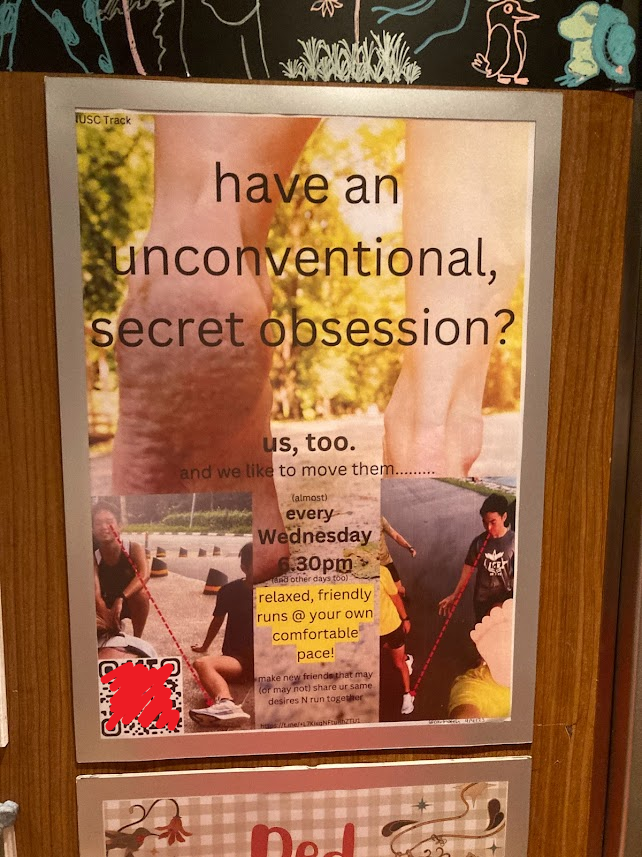 IUSC Track
have an
unconventional,
secret obsession?
us, too.
and we like to move them.........
(almost)
every
Wednesday
6.30pm
(and other days too)
relaxed, friendly
runs @ your own
comfortable
pace!
make new friends that may
(or may not) share ur same
desires N run together
Ded